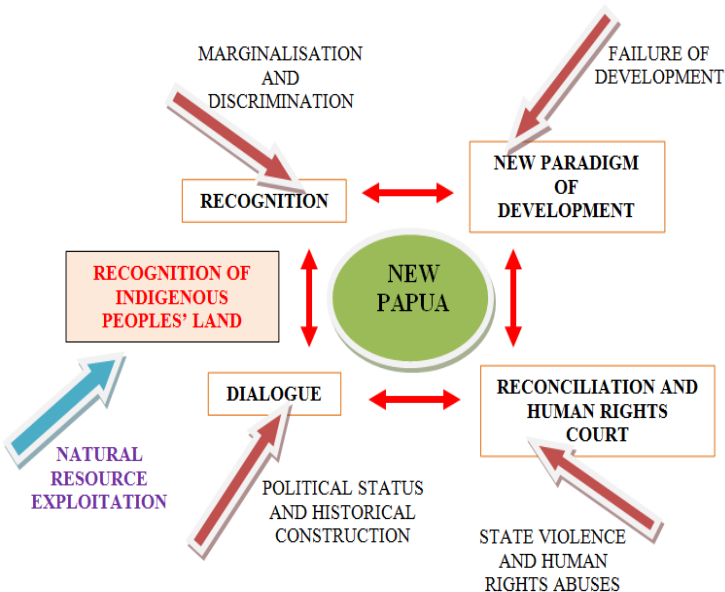 MARGINALISATION
AND
DISCRIMINATION
FAILURE OF
DEVELOPMENT
RECOGNITION
NEW PARADIGM
OF
DEVELOPMENT
RECOGNITION OF
INDIGENOUS
PEOPLES’ LAND
NEW
PAPUA
DIALOGUE
RECONCILIATION AND
HUMAN RIGHTS
COURT
NATURAL
RESOURCE
EXPLOITATION
POLITICAL STATUS
AND HISTORICAL
CONSTRUCTION
STATE VIOLENCE
AND HUMAN
RIGHTS ABUSES